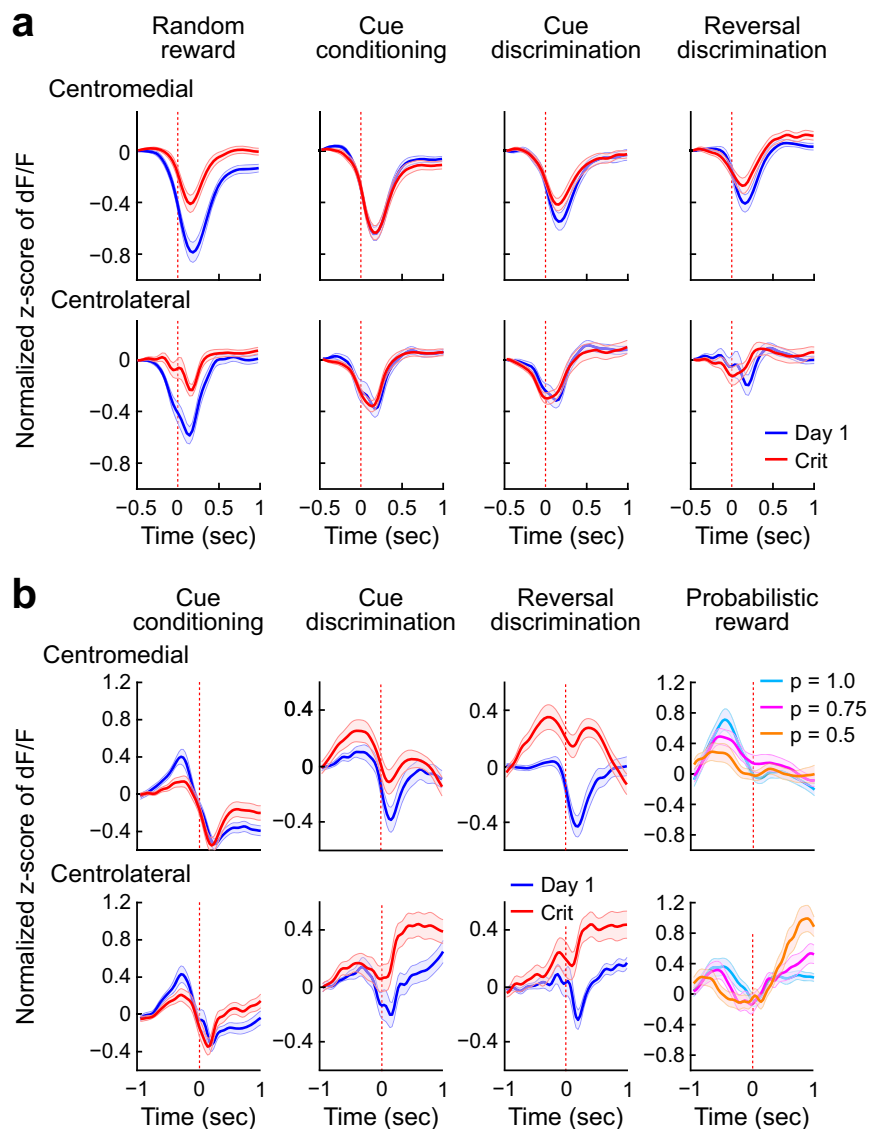 a
Random reward
Cue conditioning
Cue discrimination
Reversal discrimination
Centromedial
0
−0.4
−0.8
Centrolateral
0
−0.4
−0.8
Normalized z-score of dF/F
Day 1
Crit
−0.5 0 0.5 1
−0.5 0 0.5 1
−0.5 0 0.5 1
−0.5 0 0.5 1
Time (sec)
Time (sec)
Time (sec)
Time (sec)
b
Cue conditioning
Cue discrimination
Reversal discrimination
Probabilistic reward
Centromedial
1.2
0.8
0.4
0
−0.4
0.4
0
−0.4
0.4
0
−0.4
1.2
0.8
0.4
0
−0.4
−0.8
p = 1.0
p = 0.75
p = 0.5
Centrolateral
1.2
0.8
0.4
0
−0.4
0.4
0
−0.4
Day 1
Crit
0.4
0
−0.4
1.2
0.8
0.4
0
−0.4
−0.8
Normalized z-score of dF/F
−1 0 1
−1 0 1
−1 0 1
−1 0 1
Time (sec)
Time (sec)
Time (sec)
Time (sec)